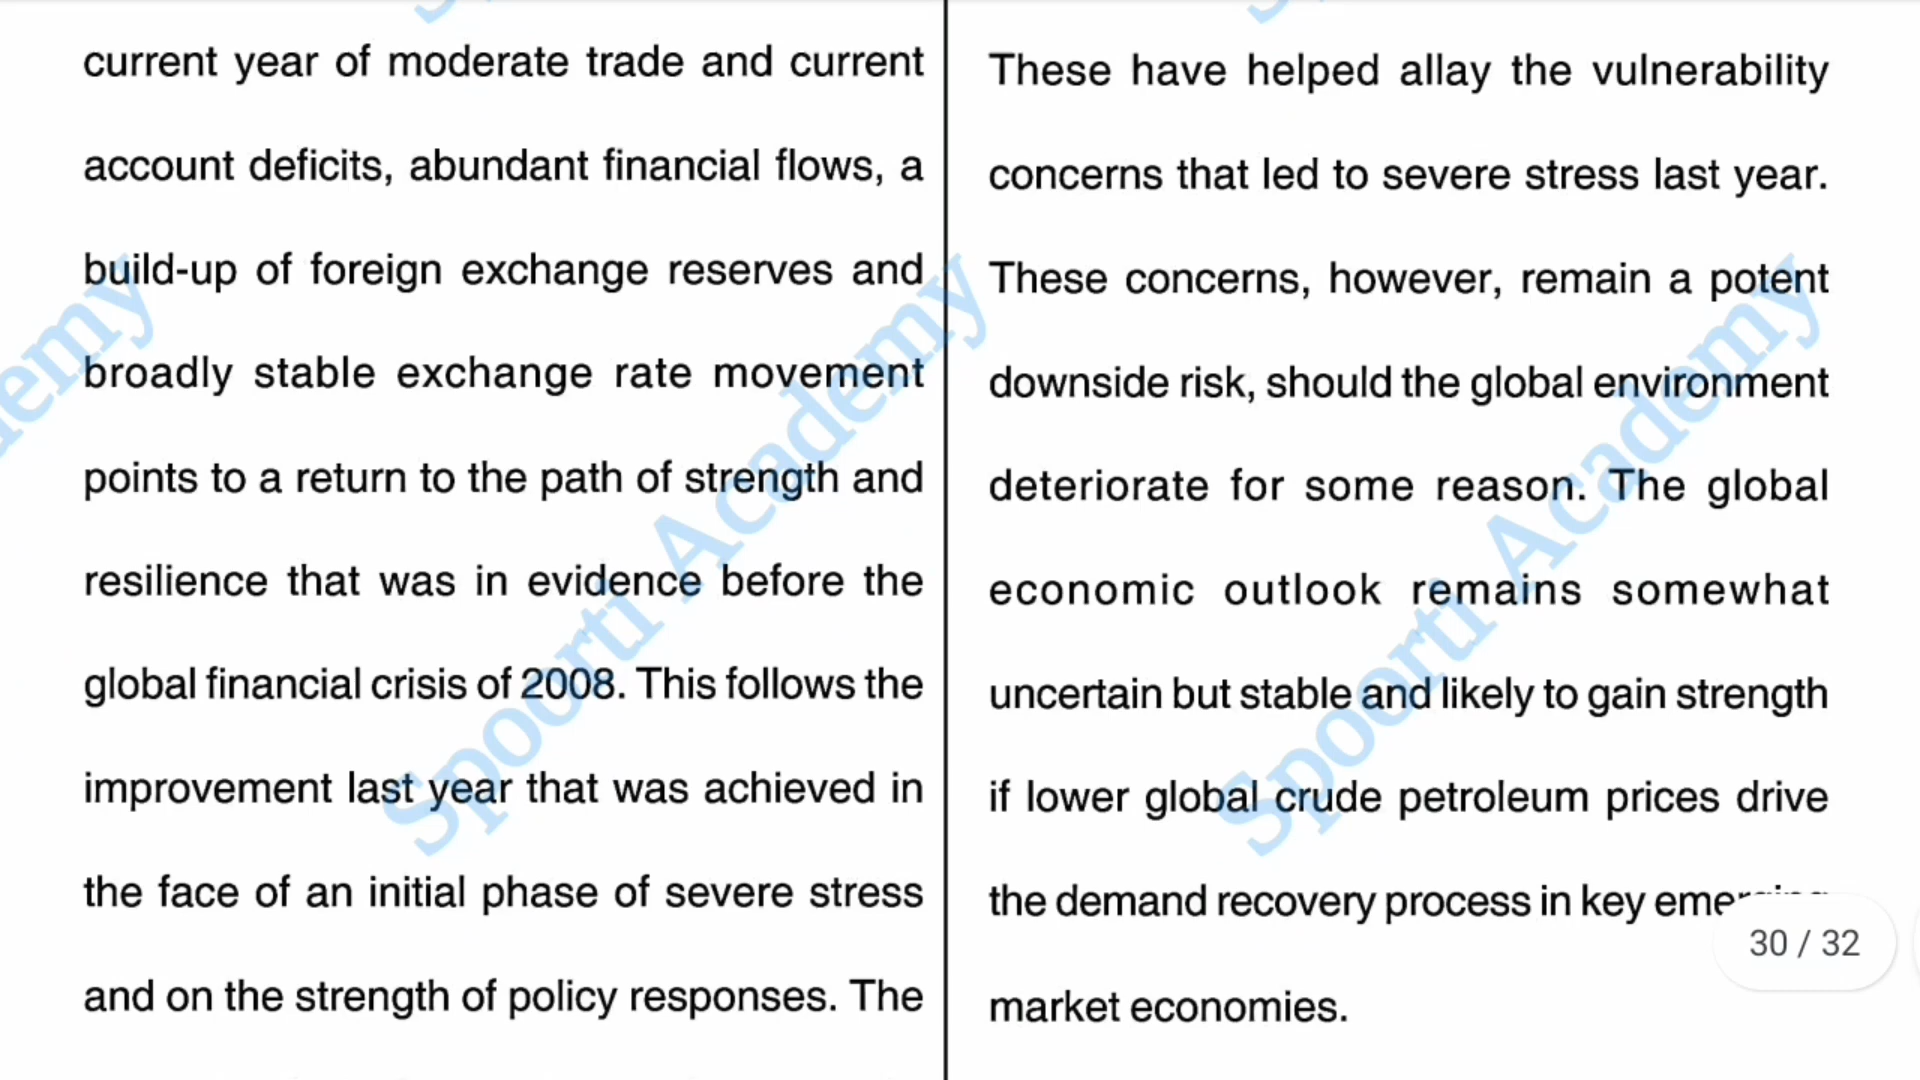 current year of moderate trade and current
account deficits, abundant financial flows, a
build-up of foreign exchange reserves and
broadly stable exchange rate movement
points to a return to the path of strength and
resilience that was in evidence before the
global financial crisis of 2008. This follows the
improvement last year that was achieved in
the face of an initial phase of severe stress
and on the strength of policy responses. The
These have helped allay the vulnerability
concerns that led to severe stress last year.
These concerns, however, remain a potent
downside risk, should the global environment
deteriorate for some reason. The global
economic outlook remains somewhat
uncertain but stable and likely to gain strength
if lower global crude petroleum prices drive
the demand recovery process in key emerging
market economies.
30 / 32
Spoorti Academy
Spoorti Academy